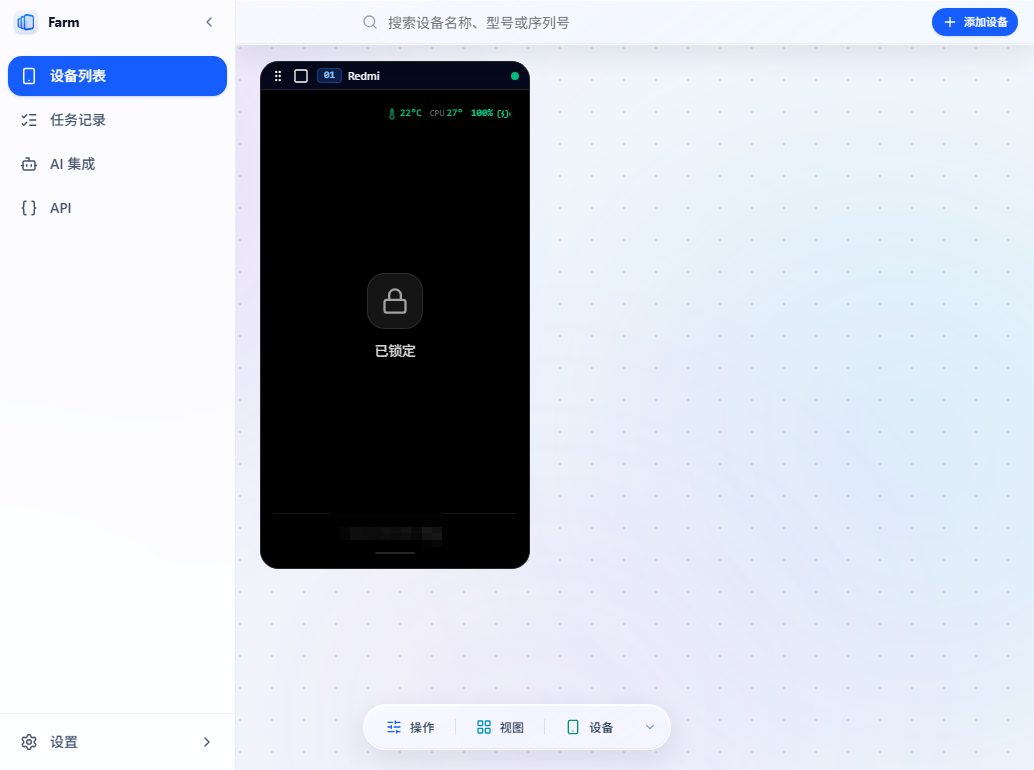 Farm
搜索设备名称、型号或序列号
添加设备
设备列表
任务记录
AI 集成
API
01 Redmi
22°C CPU 27° 100%
已锁定
操作 视图 设备
设置